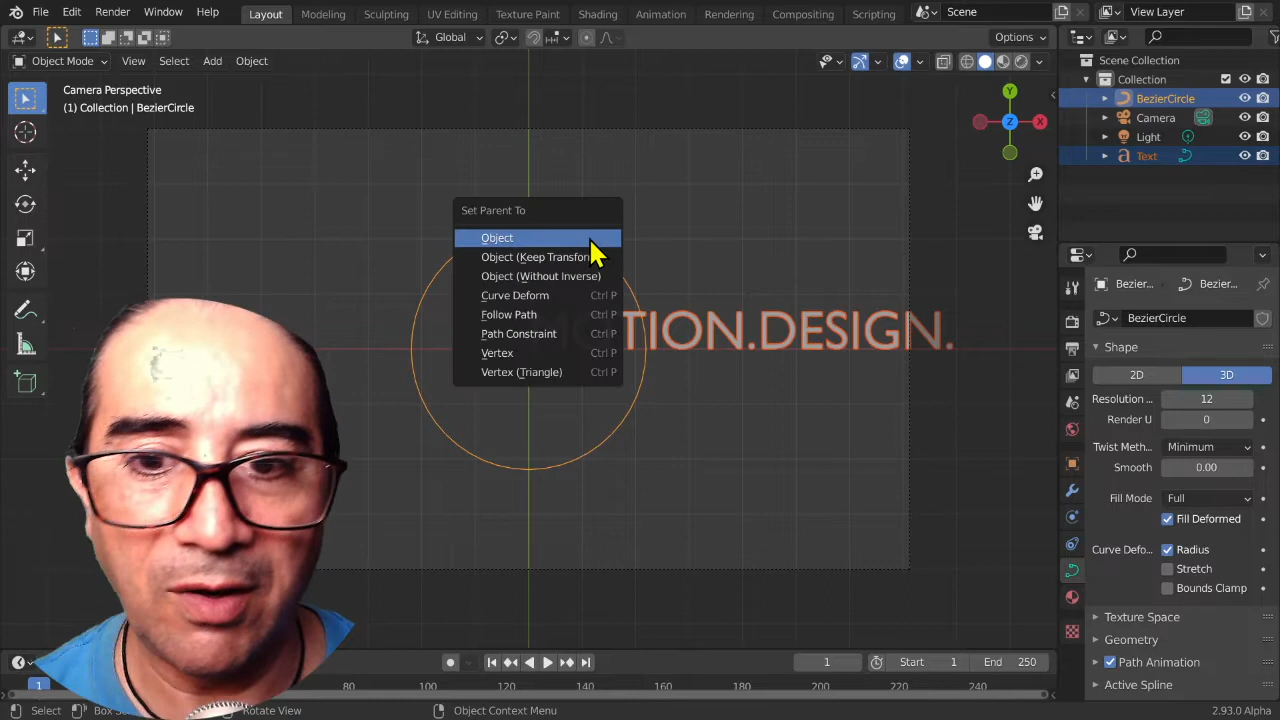 File Edit Render Window Help Layout Modeling Sculpting UV Editing Texture Paint Shading Animation Rendering Compositing Scripting Scene View Layer
Global Options
Object Mode View Select Add Object
Camera Perspective
(1) Collection | BezierCircle
Y
Z X
Scene Collection
Collection
BezierCircle
Camera
Light
Text
Set Parent To
Object
Object (Keep Transform
Object (Without Inverse)
Curve Deform Ctrl P
Follow Path Ctrl P
Path Constraint Ctrl P
Vertex Ctrl P
Vertex (Triangle) Ctrl P
MOTION.DESIGN.
Bezier... BezierCircle
BezierCircle
Shape
2D 3D
Resolution ... 12
Render U 0
Twist Meth... Minimum
Smooth 0.00
Fill Mode Full
Fill Deformed
Curve Defo... Radius
Stretch
Bounds Clamp
Texture Space
Geometry
Path Animation
Active Spline
1 Start 1 End 250
1 80 100 120 140 160 180 200 220 240
Select Box Rotate View Object Context Menu 2.93.0 Alpha